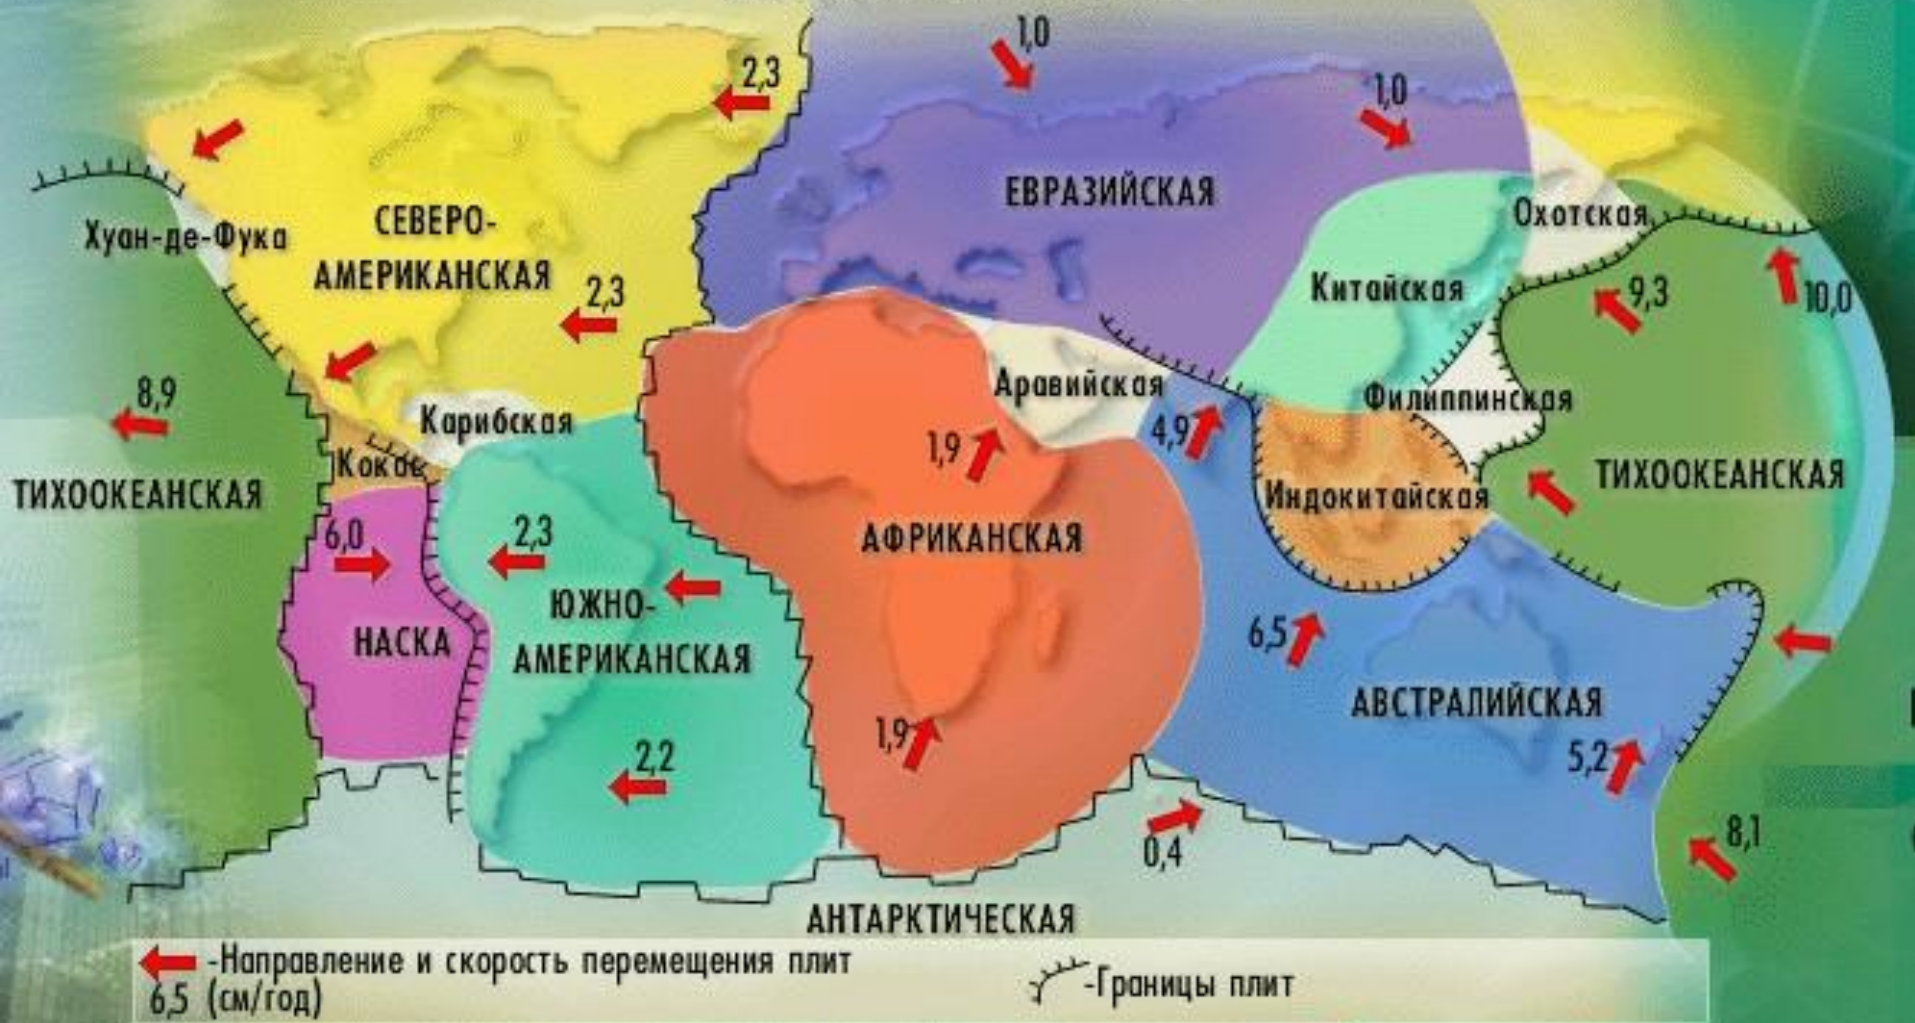 1,0
2,3
1,0
ЕВРАЗИЙСКАЯ
Охотская
СЕВЕРО-
АМЕРИКАНСКАЯ
Хуан-де-Фука
2,3
Китайская
9,3
10,0
8,9
Карибская
Аравийская
Филиппинская
4,9
1,9
Кокос
ТИХООКЕАНСКАЯ
ТИХООКЕАНСКАЯ
Индокитайская
6,0
2,3
АФРИКАНСКАЯ
ЮЖНО-
АМЕРИКАНСКАЯ
НАСКА
6,5
АВСТРАЛИЙСКАЯ
1,9
2,2
5,2
0,4
8,1
АНТАРКТИЧЕСКАЯ
-Направление и скорость перемещения плит
6,5 (см/год)
-Границы плит